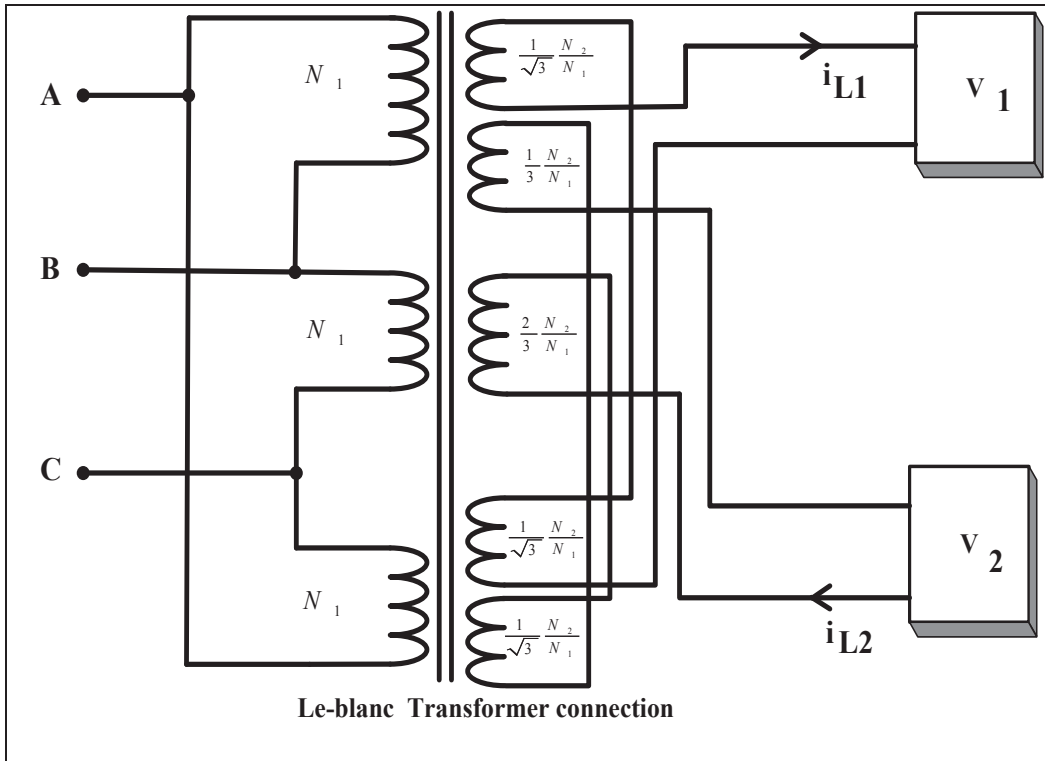 A
B
C
N 1
N 1
N 1
1/√3 N 2/N 1
1/3 N 2/N 1
2/3 N 2/N 1
1/√3 N 2/N 1
1/√3 N 2/N 1
i L1
V 1
V 2
i L2
Le-blanc Transformer connection